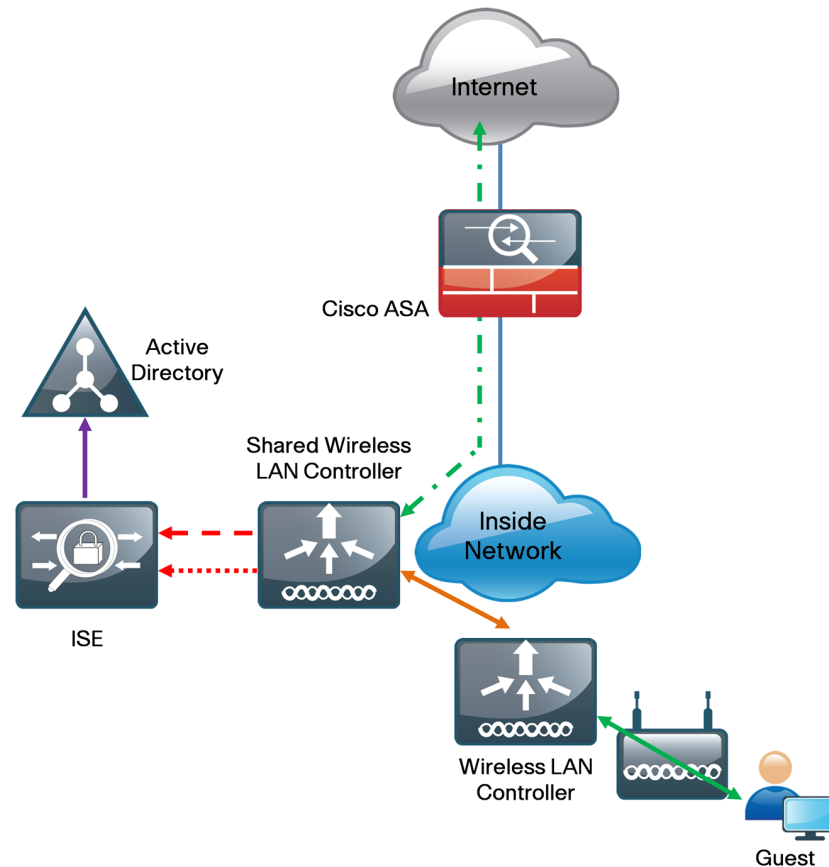 Internet
Cisco ASA
Active
Directory
Shared Wireless
LAN Controller
Inside
Network
ISE
Wireless LAN
Controller
Guest